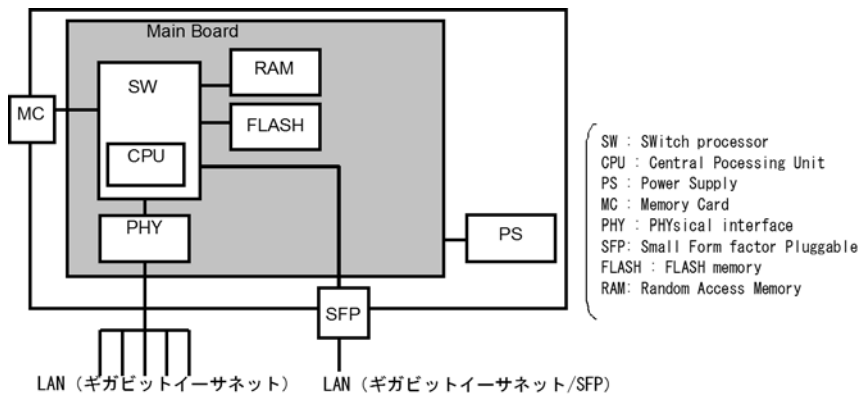 Main Board
SW
RAM
MC
FLASH
CPU
PHY
PS
SFP
LAN（ギガビットイーサネット）
LAN（ギガビットイーサネット/SFP）
SW : SWitch processor
CPU : Central Pocessing Unit
PS : Power Supply
MC : Memory Card
PHY : PHYsical interface
SFP: Small Form factor Pluggable
FLASH : FLASH memory
RAM: Random Access Memory